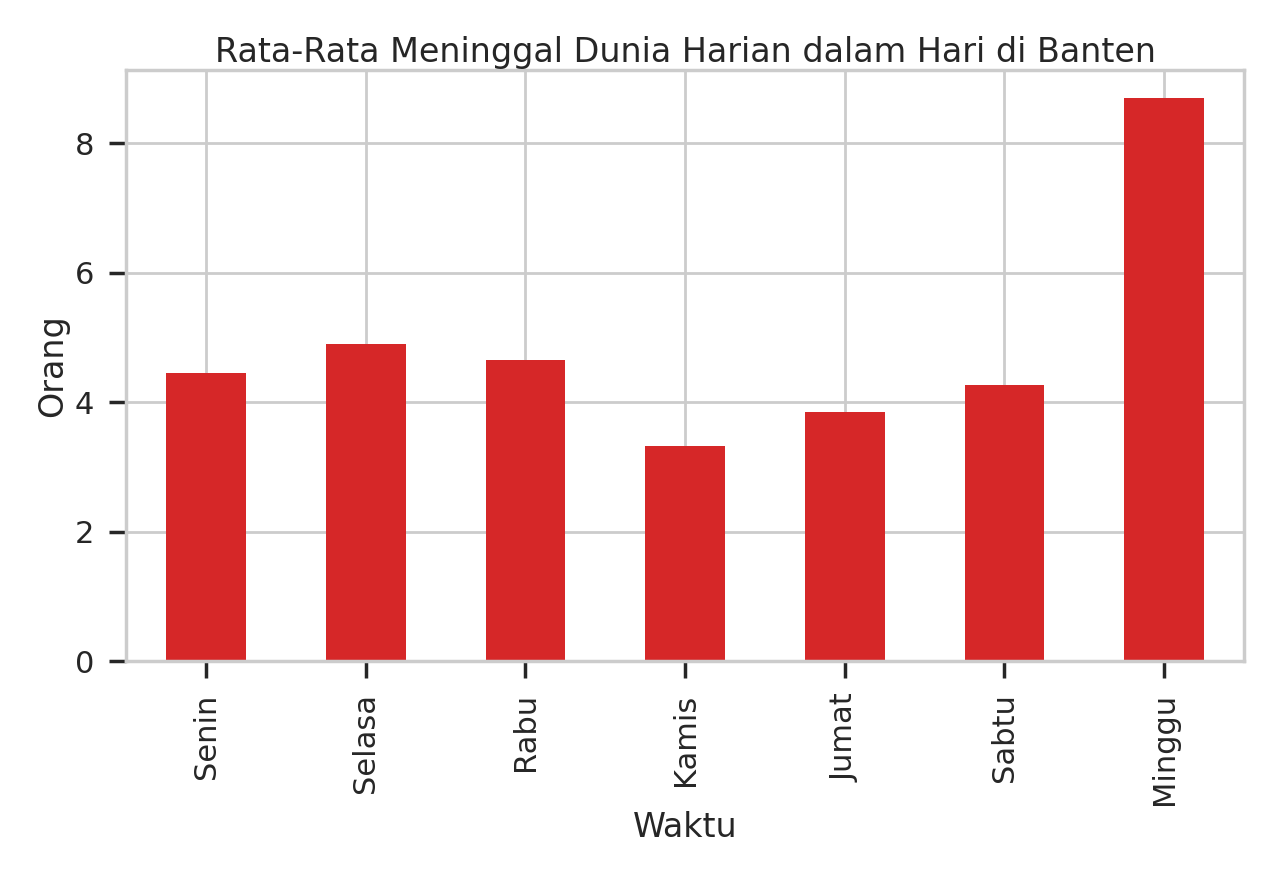 Rata-Rata Meninggal Dunia Harian dalam Hari di Banten
8
6
4
2
0
Orang
Senin
Selasa
Rabu
Kamis
Jumat
Sabtu
Minggu
Waktu